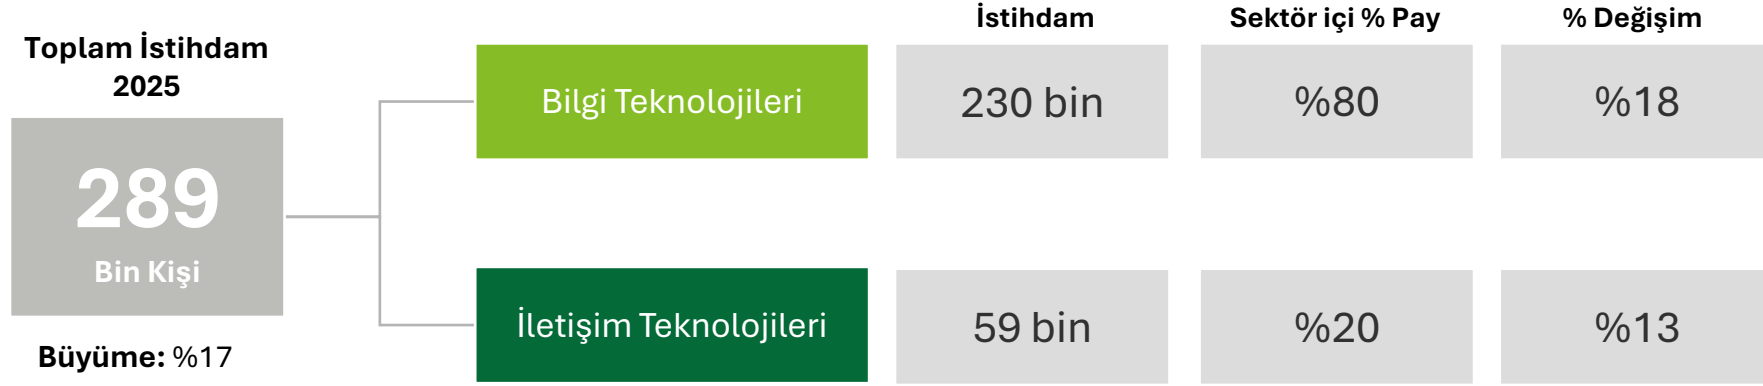 Toplam İstihdam
2025
289
Bin Kişi
Büyüme: %17
İstihdam
Sektör içi % Pay
% Değişim
Bilgi Teknolojileri
230 bin
%80
%18
İletişim Teknolojileri
59 bin
%20
%13